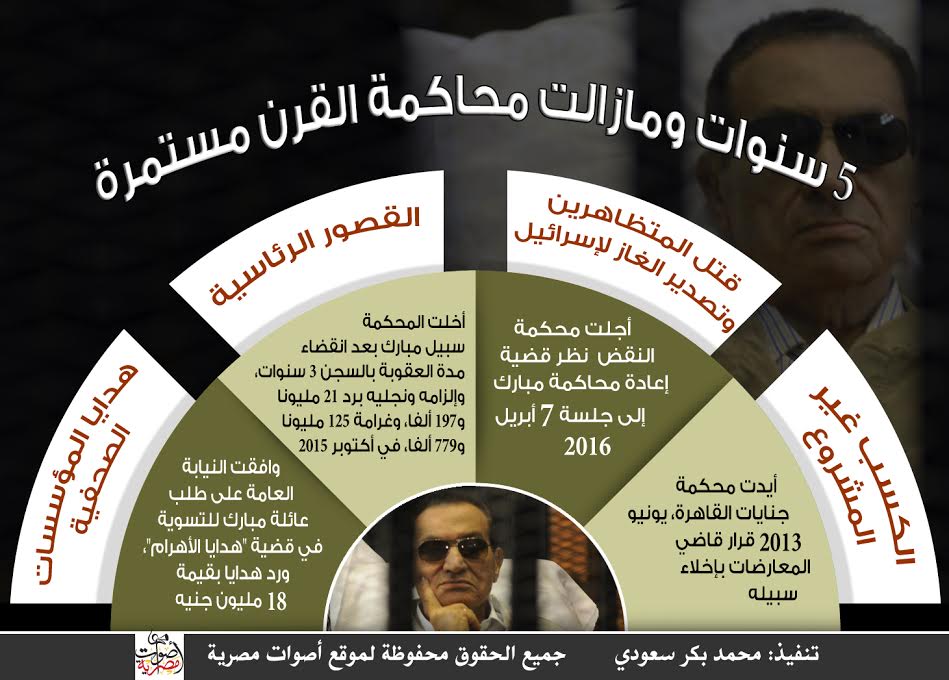 5 سنوات ومازالت محاكمة القرن مستمرة
الكسب غير
المشروع
أيدت محكمة
جنايات القاهرة، يونيو
2013 قرار قاضي
المعارضات بإخلاء
سبيله
قتل المتظاهرين
وتصدير الغاز لإسرائيل
أجلت محكمة
النقض نظر قضية
إعادة محاكمة مبارك
إلى جلسة 7 أبريل
2016
القصور الرئاسية
أخلت المحكمة
سبيل مبارك بعد انقضاء
مدة العقوبة بالسجن 3 سنوات،
وإلزامه ونجليه برد 21 مليونا
و197 ألفا، وغرامة 125 مليونا
و779 ألفا، في أكتوبر 2015
هدايا المؤسسات
الصحفية
وافقت النيابة
العامة على طلب
عائلة مبارك للتسوية
في قضية "هدايا الأهرام"،
ورد هدايا بقيمة
18 مليون جنيه
تنفيذ: محمد بكر سعودي جميع الحقوق محفوظة لموقع أصوات مصرية
أصوات
مصرية